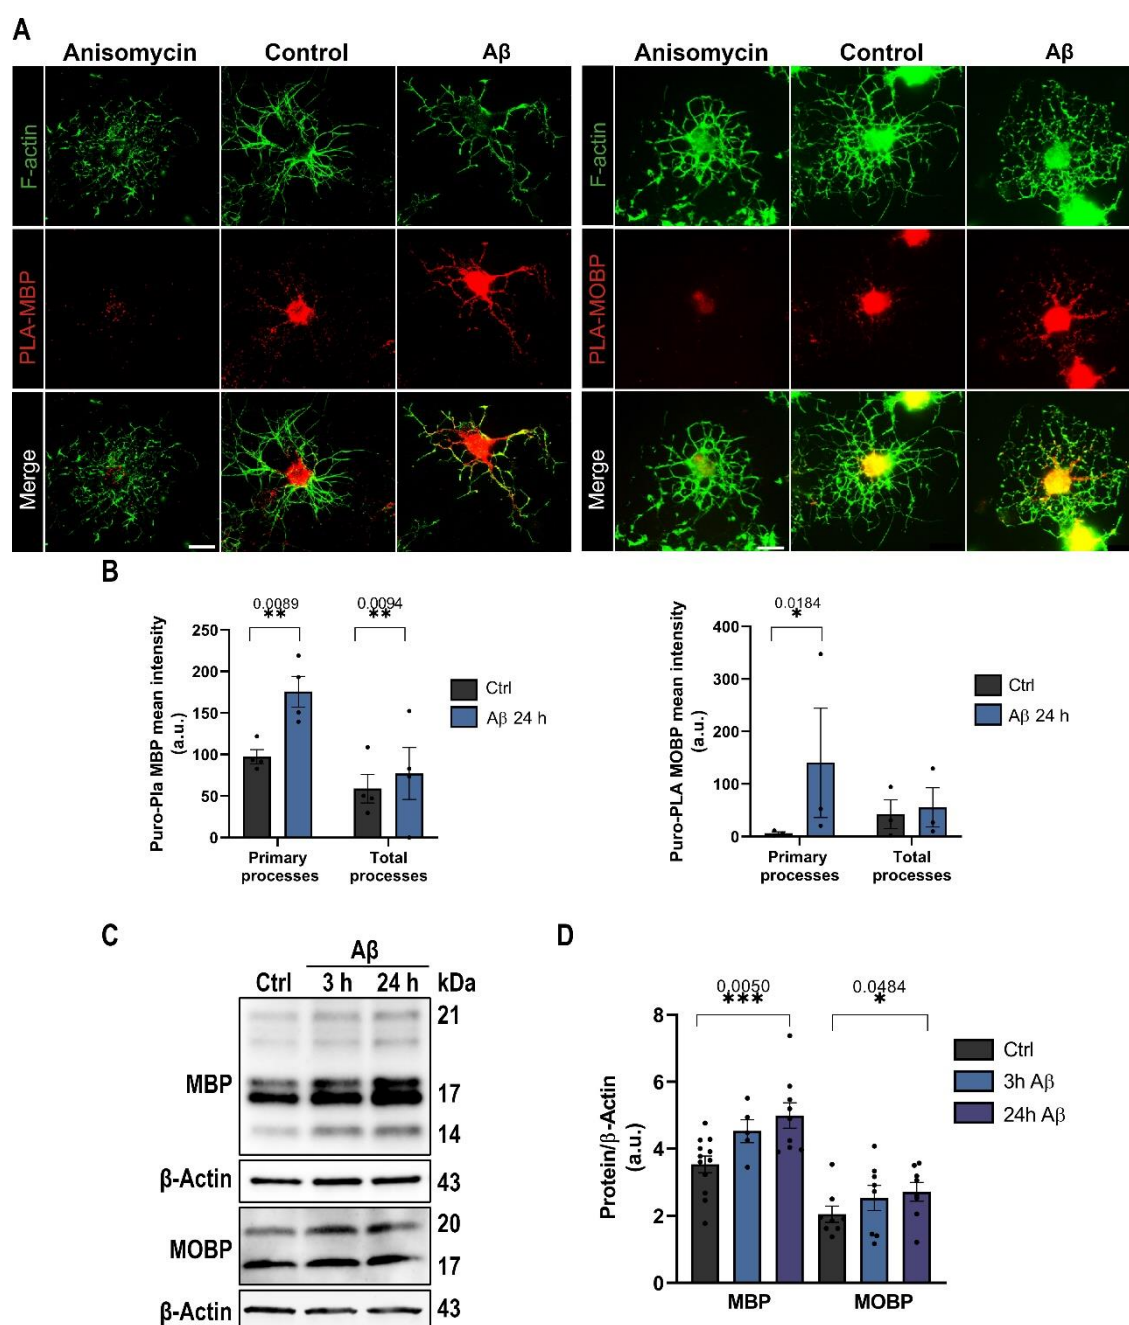 A
Anisomycin Control Aβ Anisomycin Control Aβ
F-actin
PLA-MBP
Merge
F-actin
PLA-MOBP
Merge
B
0.0089
**
0.0094
**
Puro-Pla MBP mean intensity
(a.u.)
250
200
150
100
50
0
Primary
processes
Total
processes
Ctrl
Aβ 24 h
0.0184
*
Puro-PLA MOBP mean intensity
(a.u.)
400
300
200
100
0
Primary
processes
Total
processes
Ctrl
Aβ 24 h
C
Aβ
Ctrl 3 h 24 h kDa
MBP
21
17
14
β-Actin 43
MOBP
20
17
β-Actin 43
D
0.0050
***
0.0484
*
Protein/β-Actin
(a.u.)
8
6
4
2
0
MBP MOBP
Ctrl
3h Aβ
24h Aβ